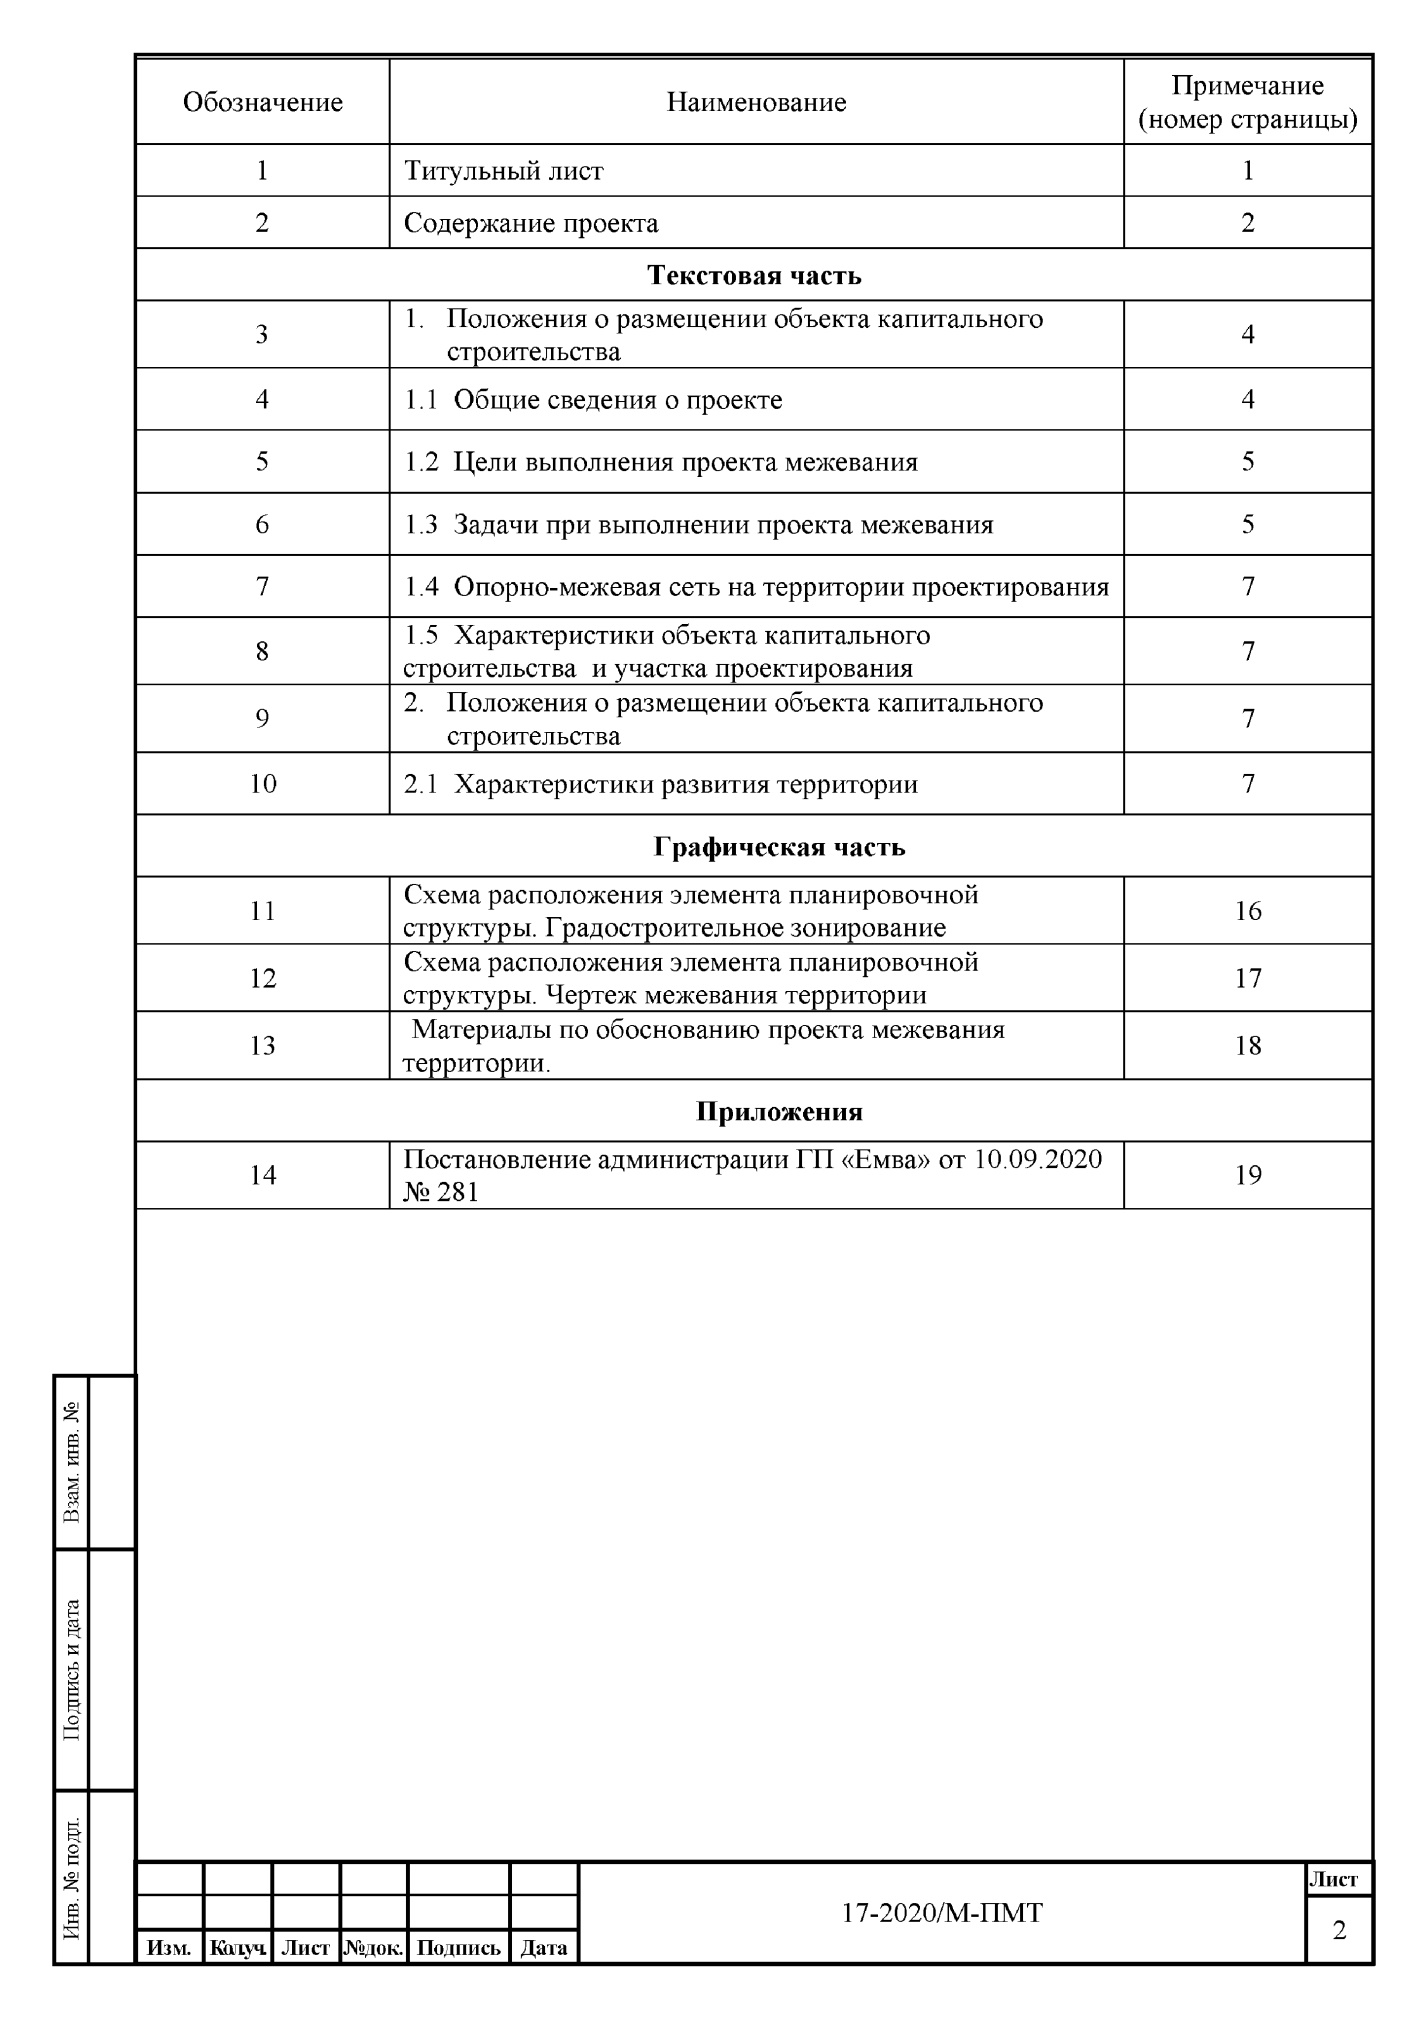 Обозначение
Наименование
Примечание
(номер страницы)
1
Титульный лист
1
2
Содержание проекта
2
Текстовая часть
3
1. Положения о размещении объекта капитального
строительства
4
4
1.1 Общие сведения о проекте
4
5
1.2 Цели выполнения проекта межевания
5
6
1.3 Задачи при выполнении проекта межевания
5
7
1.4 Опорно-межевая сеть на территории проектирования
7
8
1.5 Характеристики объекта капитального
строительства и участка проектирования
7
9
2. Положения о размещении объекта капитального
строительства
7
10
2.1 Характеристики развития территории
7
Графическая часть
11
Схема расположения элемента планировочной
структуры. Градостроительное зонирование
16
12
Схема расположения элемента планировочной
структуры. Чертеж межевания территории
17
13
Материалы по обоснованию проекта межевания
территории.
18
Приложения
14
Постановление администрации ГП «Емва» от 10.09.2020
№ 281
19
Взам. инв. №
Подпись и дата
Инв. № подл.
Изм. Кол.уч. Лист №док. Подпись Дата
17-2020/М-ПМТ
Лист
2